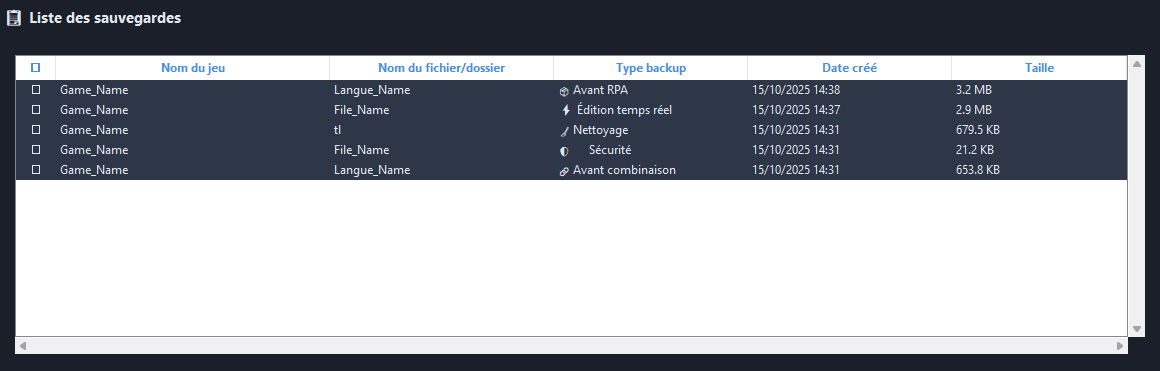 Liste des sauvegardes
Nom du jeu Nom du fichier/dossier Type backup Date créé Taille
Game_Name Langue_Name Avant RPA 15/10/2025 14:38 3.2 MB
Game_Name File_Name Édition temps réel 15/10/2025 14:37 2.9 MB
Game_Name tl Nettoyage 15/10/2025 14:31 679.5 KB
Game_Name File_Name Sécurité 15/10/2025 14:31 21.2 KB
Game_Name Langue_Name Avant combinaison 15/10/2025 14:31 653.8 KB